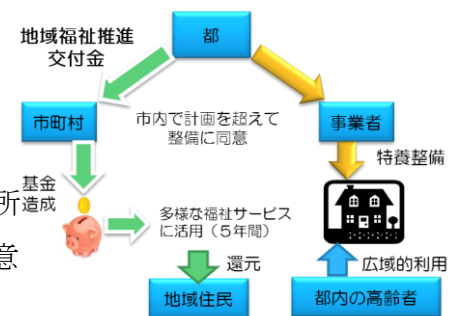 都
地域福祉推進
交付金
市町村
市内で計画を超えて
整備に同意
事業者
特養整備
基金
造成
所
意
多様な福祉サービス
に活用(5年間)
還元
広域的利用
地域住民
都内の高齢者